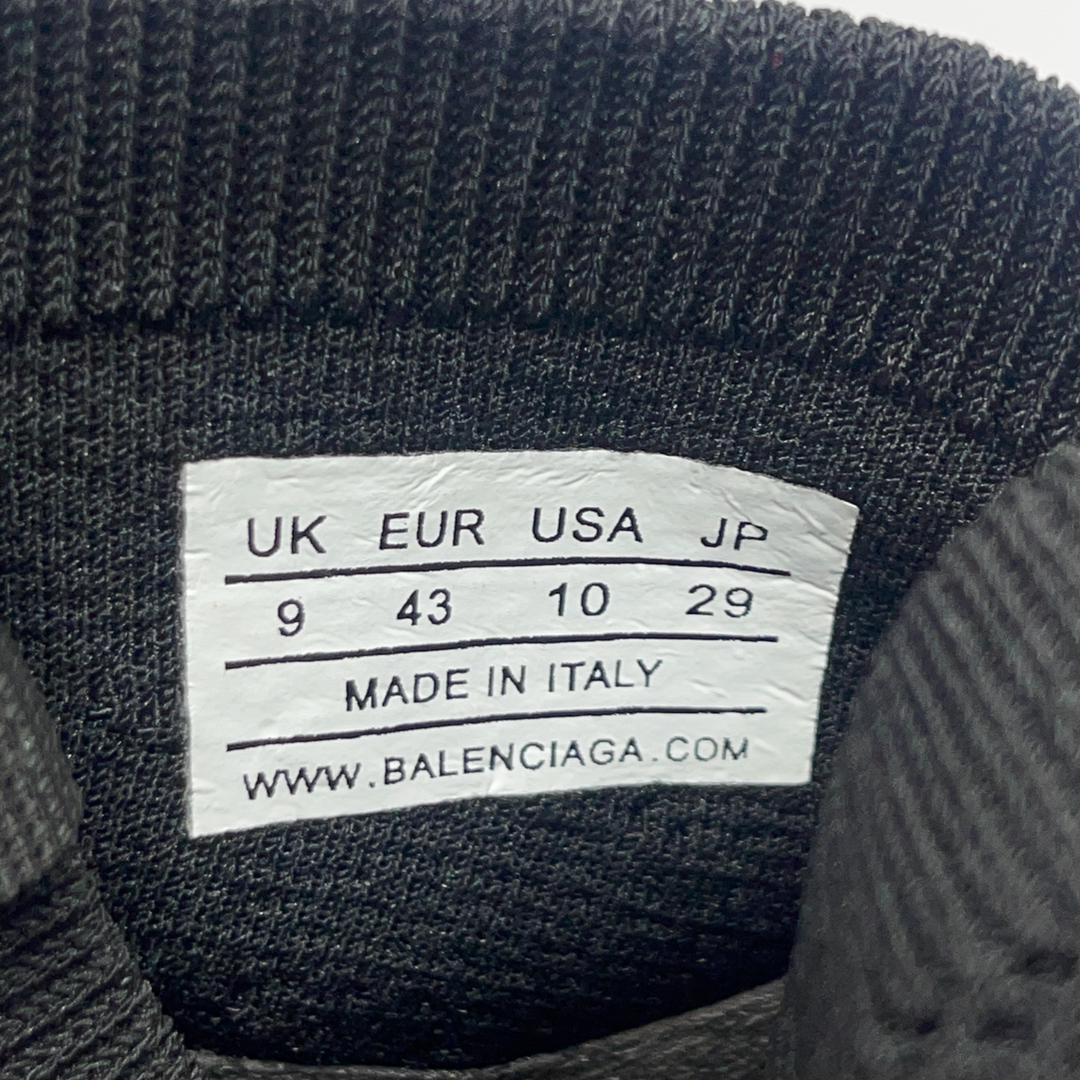 UK EUR USA JP
9 43 10 29
MADE IN ITALY
WWW.BALENCIAGA.COM